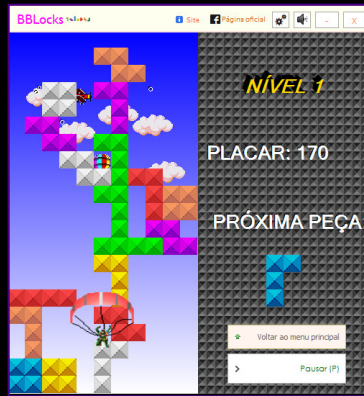 BBLocks
Site
Página oficial
NÍVEL 1
PLACAR: 170
PRÓXIMA PEÇA
Voltar ao menu principal
Pausar (P)